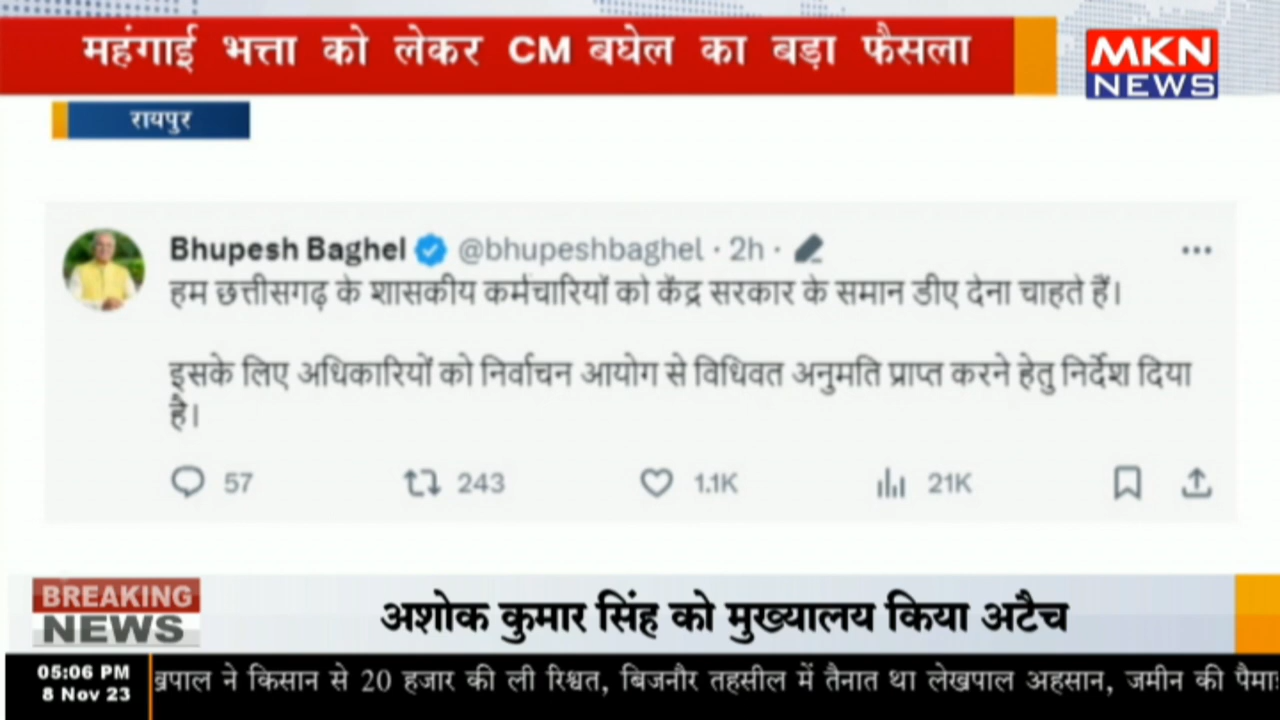 महंगाई भत्ता को लेकर CM बघेल का बड़ा फैसला
MKN
NEWS
रायपुर
Bhupesh Baghel @bhupeshbaghel · 2h ·
हम छत्तीसगढ़ के शासकीय कर्मचारियों को केंद्र सरकार के समान डीए देना चाहते हैं।
इसके लिए अधिकारियों को निर्वाचन आयोग से विधिवत अनुमति प्राप्त करने हेतु निर्देश दिया
है।
57 243 1.1K 21K
BREAKING
NEWS
अशोक कुमार सिंह को मुख्यालय किया अटैच
05:06 PM
8 Nov 23
ने किसान से 20 हजार की ली रिश्वत, बिजनौर तहसील में तैनात था लेखपाल अहसान, जमीन की